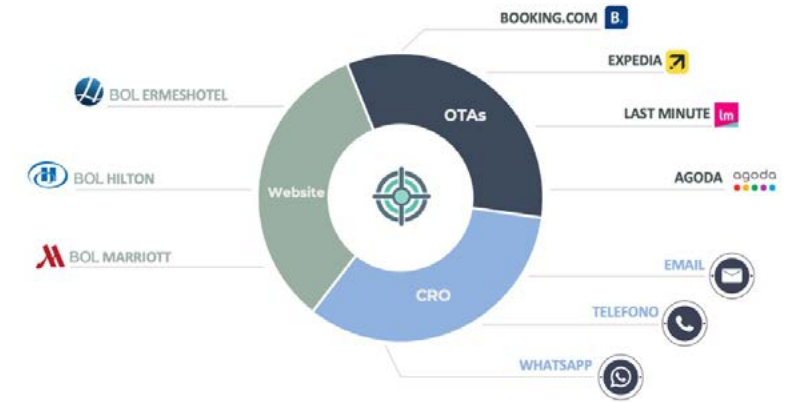 BOOKING.COM B.
EXPEDIA
LAST MINUTE lm
AGODA agoda
OTAs
BOL ERMESHOTEL
BOL HILTON
BOL MARRIOTT
Website
CRO
EMAIL
TELEFONO
WHATSAPP